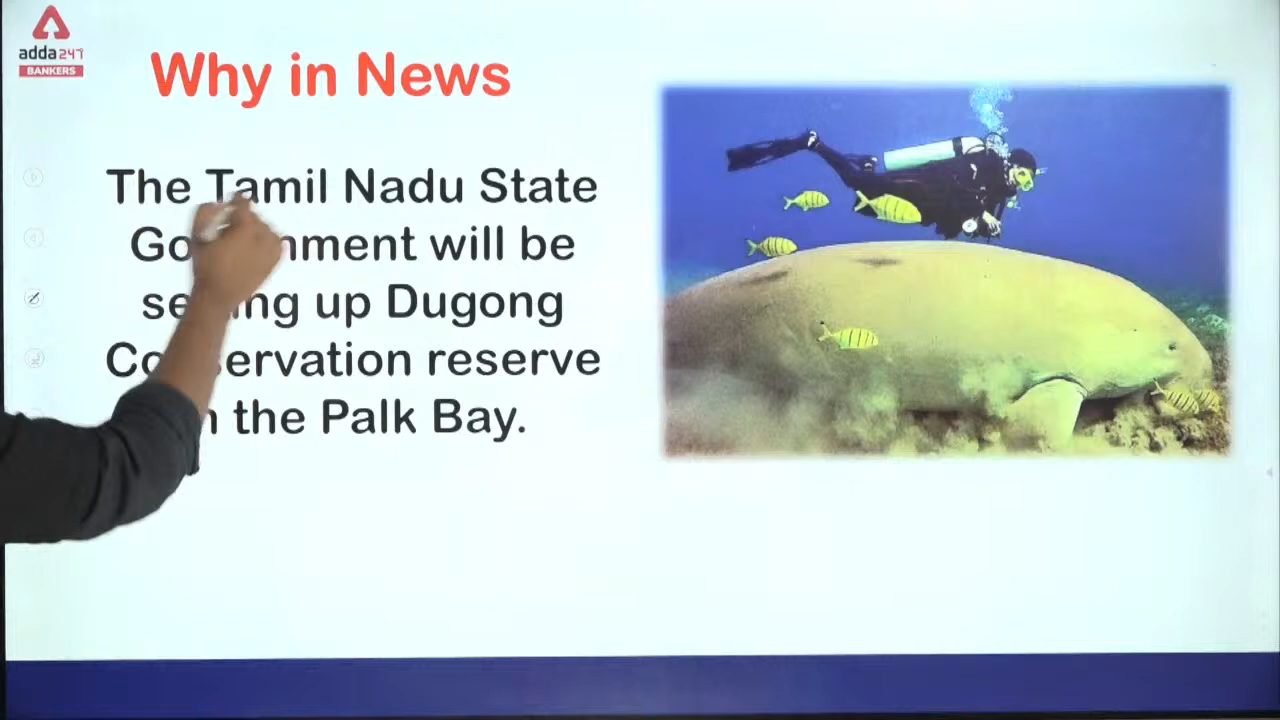 adda247
BANKERS
Why in News
The Tamil Nadu State
will be
up Dugong
reserve
the Palk Bay.